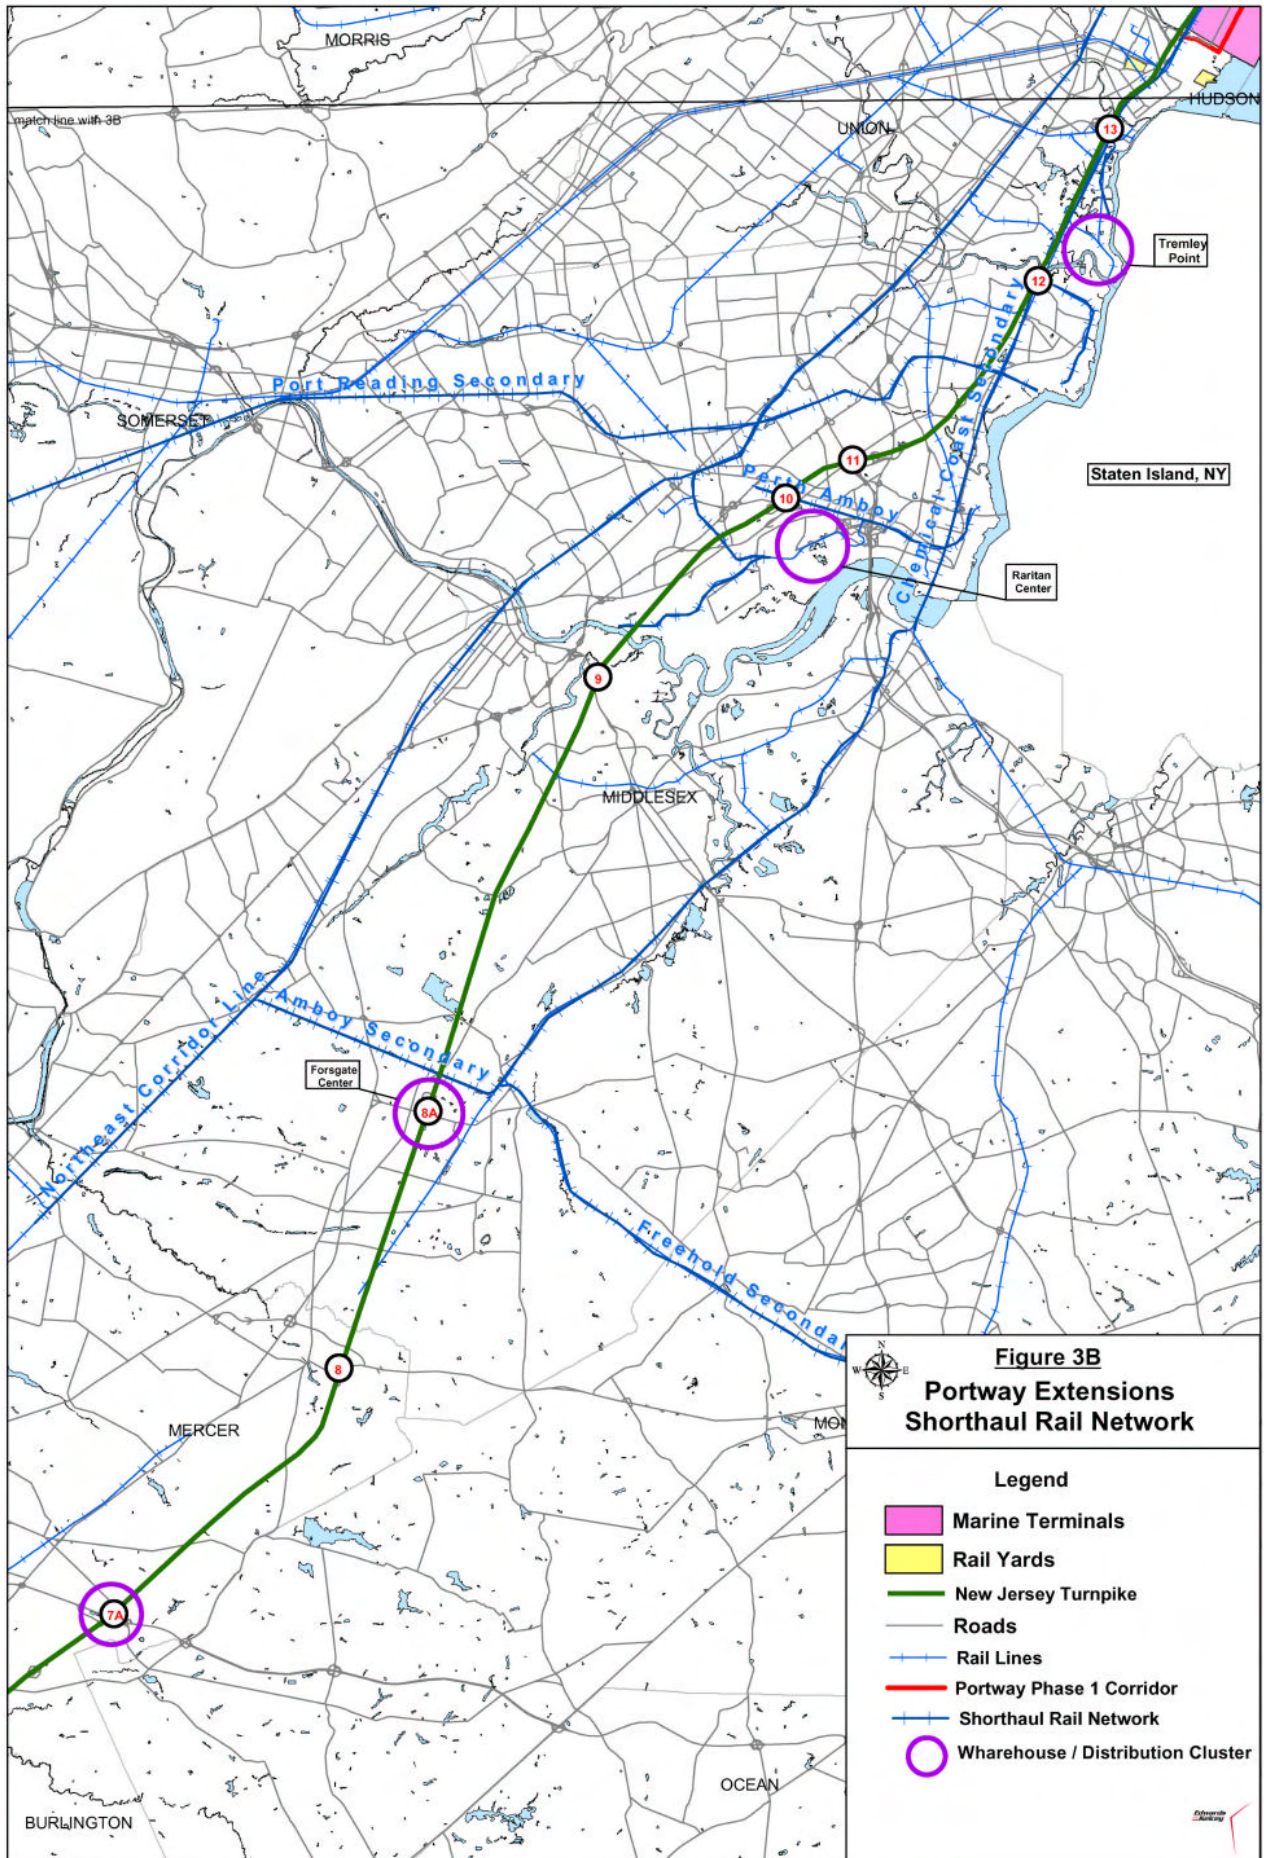 MORRIS
HUDSON
match line with 3B
UNION
13
Tremley
Point
12
Port Reading Secondary
SOMERSET
Chemical Coast Secondary
11
Staten Island, NY
Perth Amboy
10
Raritan
Center
9
MIDDLESEX
Northeast Corridor Line
Amboy Secondary
Forsgate
Center
8A
Freehold Seconda
8
MERCER
MON
7A
OCEAN
BURLINGTON
N
W
E
S
Figure 3B
Portway Extensions
Shorthaul Rail Network
Legend
Marine Terminals
Rail Yards
New Jersey Turnpike
Roads
Rail Lines
Portway Phase 1 Corridor
Shorthaul Rail Network
Wharehouse / Distribution Cluster